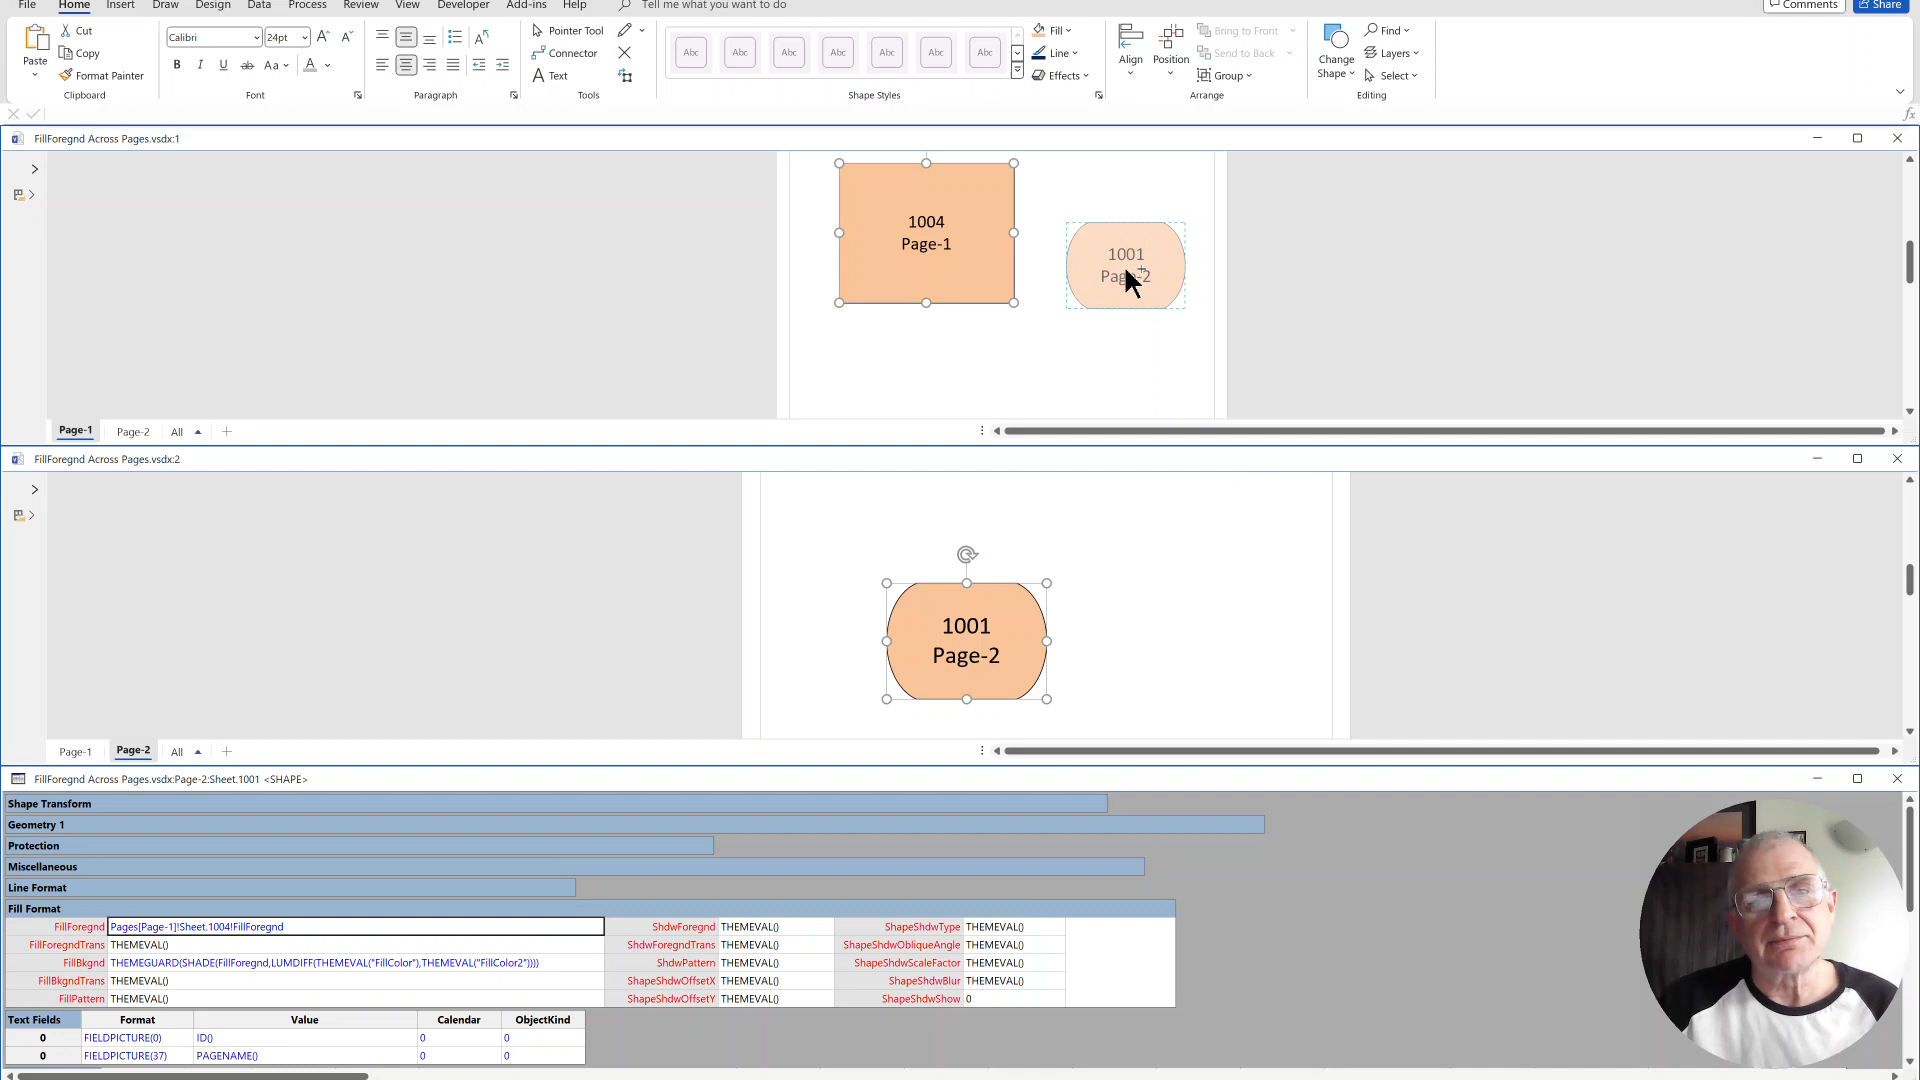 File Home Insert Draw Design Data Process Review View Developer Add-ins Help Tell me what you want to do Comments Share
Cut
Copy
Format Painter
Paste
Clipboard
Calibri 24pt A A
B I U ab Aa A
Font
Paragraph
Pointer Tool
Connector
A Text
Tools
Abc Abc Abc Abc Abc Abc Abc
Shape Styles
Fill
Line
Effects
Align
Position
Bring to Front
Send to Back
Group
Arrange
Change
Shape
Find
Layers
Select
Editing
fx
FillForegnd Across Pages.vsdx:1
1004
Page-1
1001
Page-2
Page-1 Page-2 All
FillForegnd Across Pages.vsdx:2
1001
Page-2
Page-1 Page-2 All
FillForegnd Across Pages.vsdx:Page-2:Sheet.1001 <SHAPE>
Shape Transform
Geometry 1
Protection
Miscellaneous
Line Format
Fill Format
FillForegnd Pages[Page-1]!Sheet.1004!FillForegnd ShdwForegnd THEMEVAL() ShapeShdwType THEMEVAL()
FillForegndTrans THEMEVAL() ShdwForegndTrans THEMEVAL() ShapeShdwObliqueAngle THEMEVAL()
FillBkgnd THEMEGUARD(SHADE(FillForegnd,LUMDIFF(THEMEVAL("FillColor"),THEMEVAL("FillColor2")))) ShdwPattern THEMEVAL() ShapeShdwScaleFactor THEMEVAL()
FillBkgndTrans THEMEVAL() ShapeShdwOffsetX THEMEVAL() ShapeShdwBlur THEMEVAL()
FillPattern THEMEVAL() ShapeShdwOffsetY THEMEVAL() ShapeShdwShow 0
Text Fields Format Value Calendar ObjectKind
0 FIELDPICTURE(0) ID() 0 0
0 FIELDPICTURE(37) PAGENAME() 0 0